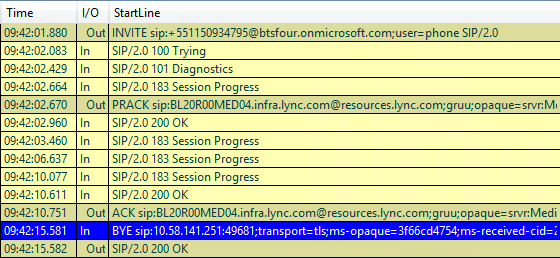 Time I/O StartLine
09:42:01.880 Out INVITE sip:+551150934795@btsfour.onmicrosoft.com;user=phone SIP/2.0
09:42:02.083 In SIP/2.0 100 Trying
09:42:02.429 In SIP/2.0 101 Diagnostics
09:42:02.664 In SIP/2.0 183 Session Progress
09:42:02.670 Out PRACK sip:BL20R00MED04.infra.lync.com@resources.lync.com;gruu;opaque=srvr:Me
09:42:02.960 In SIP/2.0 200 OK
09:42:03.460 In SIP/2.0 183 Session Progress
09:42:06.637 In SIP/2.0 183 Session Progress
09:42:10.077 In SIP/2.0 183 Session Progress
09:42:10.611 In SIP/2.0 200 OK
09:42:10.751 Out ACK sip:BL20R00MED04.infra.lync.com@resources.lync.com;gruu;opaque=srvr:Medi
09:42:15.581 In BYE sip:10.58.141.251:49681;transport=tls;ms-opaque=3f66cd4754;ms-received-cid=2
09:42:15.582 Out SIP/2.0 200 OK